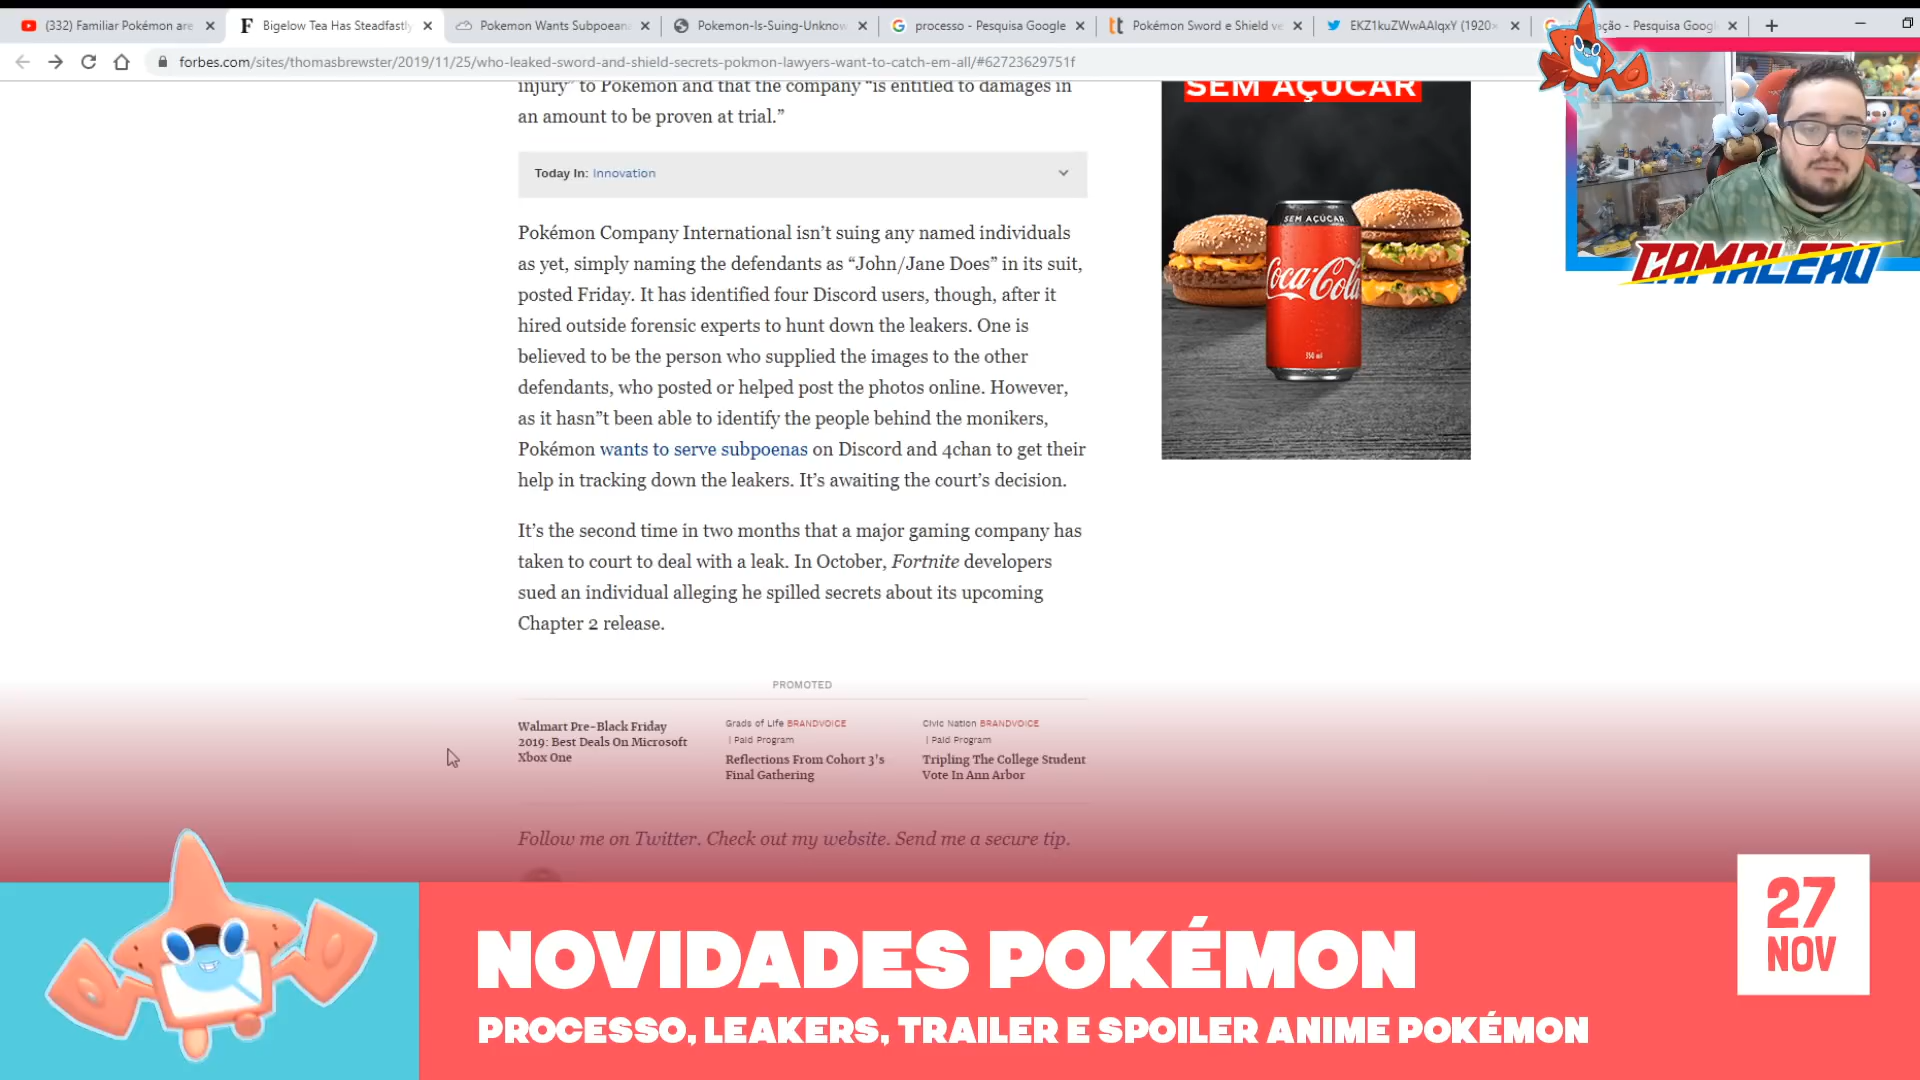 (332) Familiar Pokémon are
Bigelow Tea Has Steadfastly
Pokemon Wants Subpoena
Pokemon-Is-Suing-Unknow
processo - Pesquisa Google
Pokémon Sword e Shield ve
EKZ1kuZWwAAlqxY (1920×
ação - Pesquisa Googl
forbes.com/sites/thomasbrewster/2019/11/25/who-leaked-sword-and-shield-secrets-pokmon-lawyers-want-to-catch-em-all/#62723629751f
injury” to Pokémon and that the company “is entitled to damages in
an amount to be proven at trial.”
Today In: Innovation
Pokémon Company International isn’t suing any named individuals
as yet, simply naming the defendants as “John/Jane Does” in its suit,
posted Friday. It has identified four Discord users, though, after it
hired outside forensic experts to hunt down the leakers. One is
believed to be the person who supplied the images to the other
defendants, who posted or helped post the photos online. However,
as it hasn”t been able to identify the people behind the monikers,
Pokémon wants to serve subpoenas on Discord and 4chan to get their
help in tracking down the leakers. It’s awaiting the court’s decision.
It’s the second time in two months that a major gaming company has
taken to court to deal with a leak. In October, Fortnite developers
sued an individual alleging he spilled secrets about its upcoming
Chapter 2 release.
PROMOTED
Walmart Pre-Black Friday
2019: Best Deals On Microsoft
Xbox One
Grads of Life BRANDVOICE
| Paid Program
Reflections From Cohort 3's
Final Gathering
Civic Nation BRANDVOICE
| Paid Program
Tripling The College Student
Vote In Ann Arbor
Follow me on Twitter. Check out my website. Send me a secure tip.
SEM AÇÚCAR
SEM AÇÚCAR
Coca-Cola
350 ml
CAMALEAO
27
NOV
NOVIDADES POKÉMON
PROCESSO, LEAKERS, TRAILER E SPOILER ANIME POKÉMON